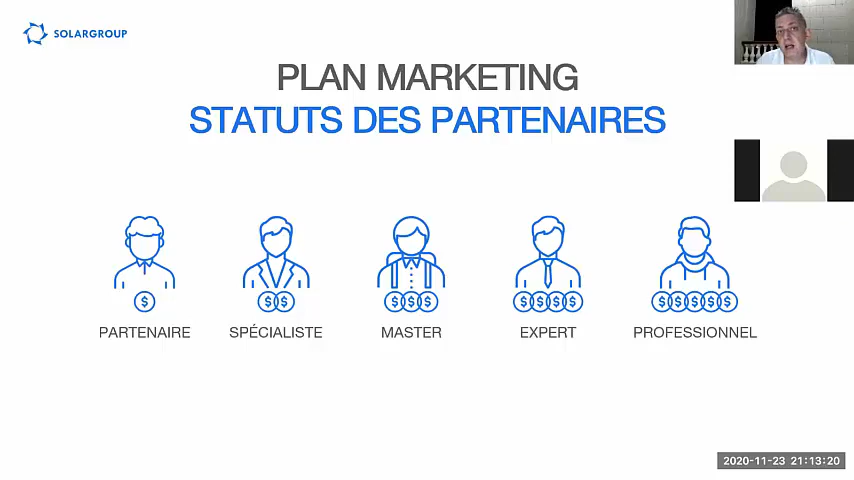 SOLARGROUP
PLAN MARKETING
STATUTS DES PARTENAIRES
$ $$ $$$ $$$$ $$$$$
PARTENAIRE SPÉCIALISTE MASTER EXPERT PROFESSIONNEL
2020-11-23 21:13:20